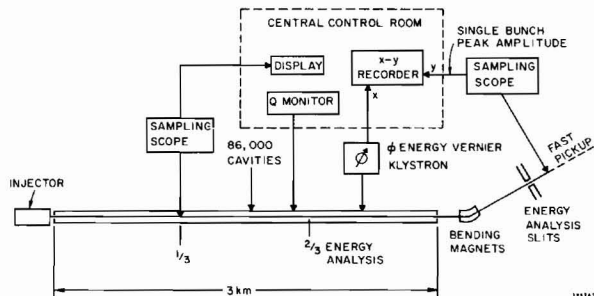 CENTRAL CONTROL ROOM
SINGLE BUNCH
PEAK AMPLITUDE
DISPLAY
x-y
RECORDER
y
SAMPLING
SCOPE
x
Q MONITOR
SAMPLING
SCOPE
86,000
CAVITIES
ϕ
ϕ ENERGY VERNIER
KLYSTRON
FAST
PICKUP
INJECTOR
BENDING
MAGNETS
ENERGY
ANALYSIS
SLITS
1/3
2/3 ENERGY
ANALYSIS
3 km